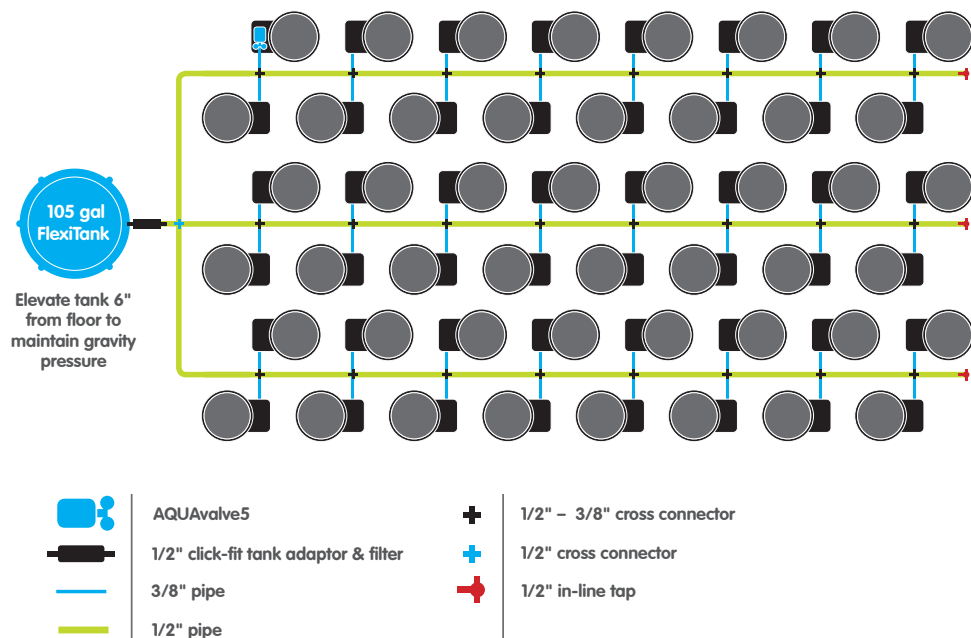 105 gal
FlexiTank
Elevate tank 6"
from floor to
maintain gravity
pressure
AQUAvalve5
1/2" click-fit tank adaptor & filter
3/8" pipe
1/2" pipe
1/2" – 3/8" cross connector
1/2" cross connector
1/2" in-line tap